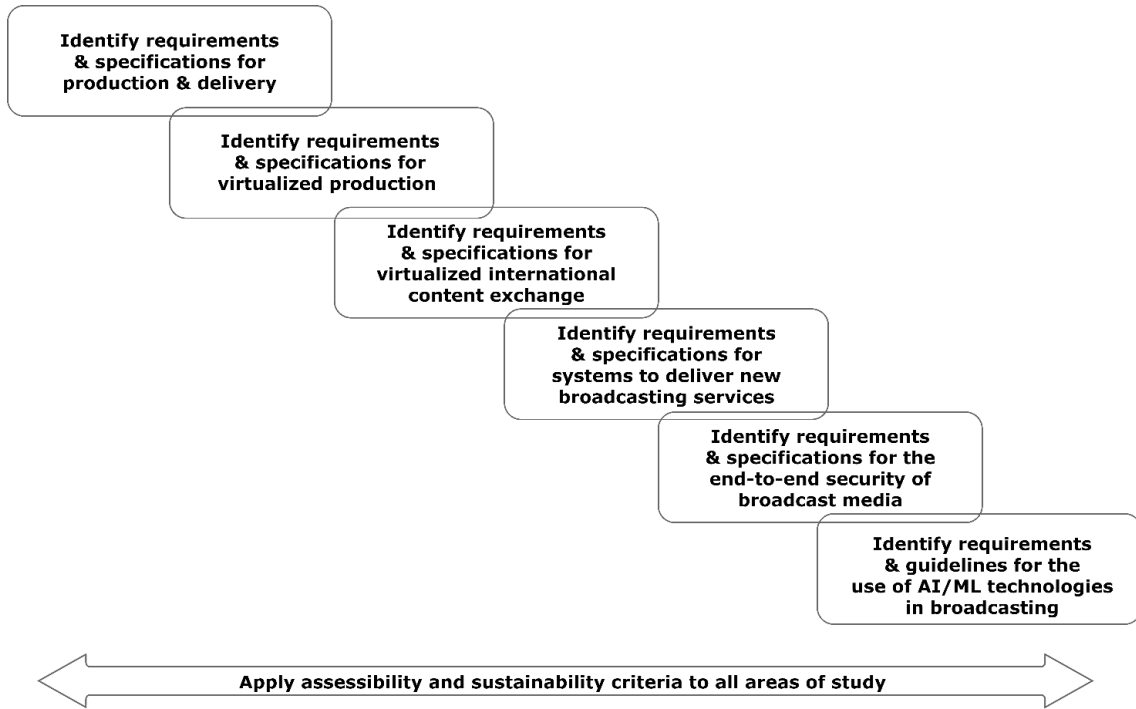 Identify requirements
& specifications for
production & delivery
Identify requirements
& specifications for
virtualized production
Identify requirements
& specifications for
virtualized international
content exchange
Identify requirements
& specifications for
systems to deliver new
broadcasting services
Identify requirements
& specifications for the
end-to-end security of
broadcast media
Identify requirements
& guidelines for the
use of AI/ML technologies
in broadcasting
Apply assessibility and sustainability criteria to all areas of study